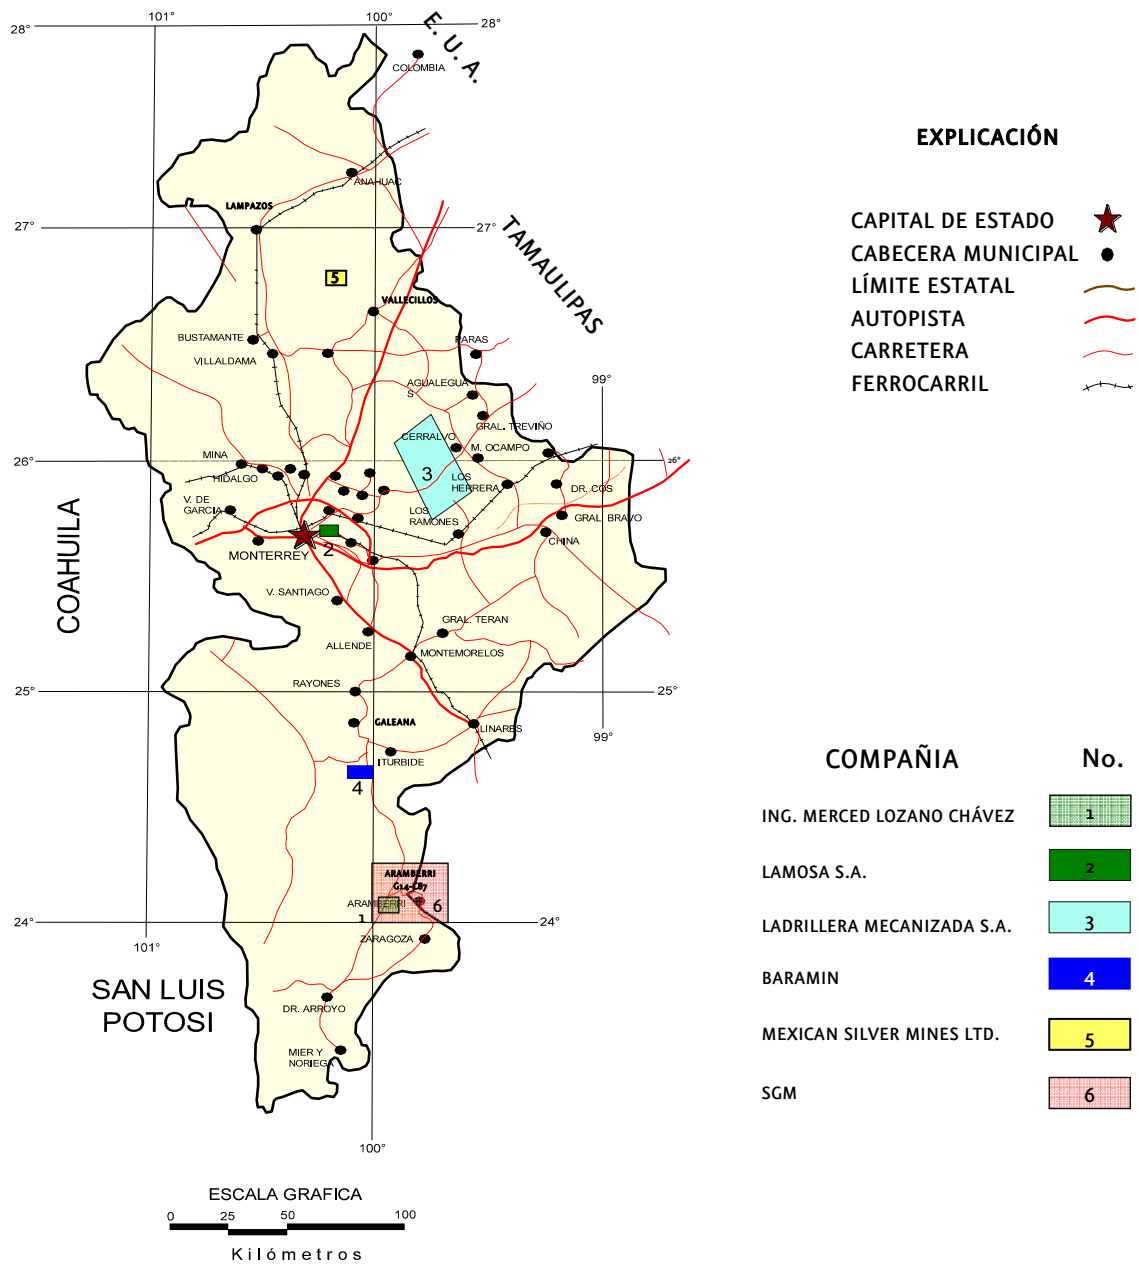 101°
100°
28°
28°
E. U. A.
COLOMBIA
ANAHUAC
LAMPAZOS
27°
27°
TAMAULIPAS
5
VALLECILLOS
BUSTAMANTE
VILLALDAMA
PARAS
AGUALEGUA
S
99°
GRAL. TREVIÑO
CERRALVO
M. OCAMPO
MINA
26°
26°
HIDALGO
3
LOS
HERRERA
DR. COS
V. DE
GARCIA
LOS
RAMONES
GRAL. BRAVO
CHINA
MONTERREY
2
COAHUILA
V. SANTIAGO
GRAL. TERAN
ALLENDE
MONTEMORELOS
RAYONES
25°
25°
GALEANA
LINARES
99°
ITURBIDE
4
ARAMBERRI
G14-C87
ARAMBERRI
6
1
24°
24°
101°
ZARAGOZA
SAN LUIS
POTOSI
DR. ARROYO
MIER Y
NORIEGA
100°
ESCALA GRAFICA
0 25 50 100
Kilómetros
EXPLICACIÓN
CAPITAL DE ESTADO
CABECERA MUNICIPAL
LÍMITE ESTATAL
AUTOPISTA
CARRETERA
FERROCARRIL
COMPAÑIA No.
ING. MERCED LOZANO CHÁVEZ 1
LAMOSA S.A. 2
LADRILLERA MECANIZADA S.A. 3
BARAMIN 4
MEXICAN SILVER MINES LTD. 5
SGM 6